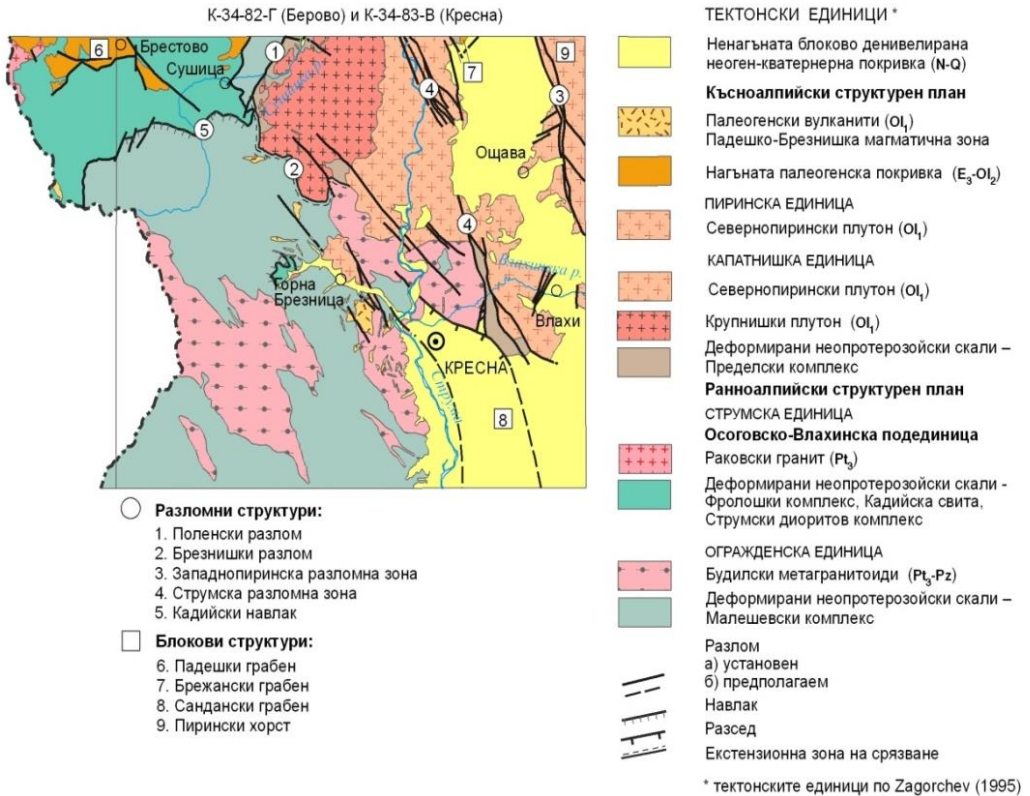 К-34-82-Г (Берово) и К-34-83-В (Кресна)
6
Брестово
1
Сушица
5
2
4
7
9
3
Ощава
4
Влахинска р.
Горна
Брезница
Влахи
КРЕСНА
Струма
8
Разломни структури:
1. Поленски разлом
2. Брезнишки разлом
3. Западнопиринска разломна зона
4. Струмска разломна зона
5. Кадийски навлак
Блокови структури:
6. Падешки грабен
7. Брежански грабен
8. Сандански грабен
9. Пирински хорст
ТЕКТОНСКИ ЕДИНИЦИ *
Ненагъната блоково денивелирана
неоген-кватернерна покривка (N-Q)
Късноалпийски структурен план
Палеогенски вулканити (Ol₁)
Падешко-Брезнишка магматична зона
Нагъната палеогенска покривка (E₃-Ol₂)
ПИРИНСКА ЕДИНИЦА
Севернопирински плутон (Ol₁)
КАПАТНИШКА ЕДИНИЦА
Севернопирински плутон (Ol₁)
Крупнишки плутон (Ol₁)
Деформирани неопротерозойски скали –
Пределски комплекс
Ранноалпийски структурен план
СТРУМСКА ЕДИНИЦА
Осоговско-Влахинска подединица
Раковски гранит (Pt₃)
Деформирани неопротерозойски скали -
Фролошки комплекс, Кадийска свита,
Струмски диоритов комплекс
ОГРАЖДЕНСКА ЕДИНИЦА
Будилски метагранитоиди (Pt₃-Pz)
Деформирани неопротерозойски скали –
Малешевски комплекс
Разлом
а) установен
б) предполагаем
Навлак
Разсед
Екстензионна зона на срязване
* тектонските единици по Zagorchev (1995)